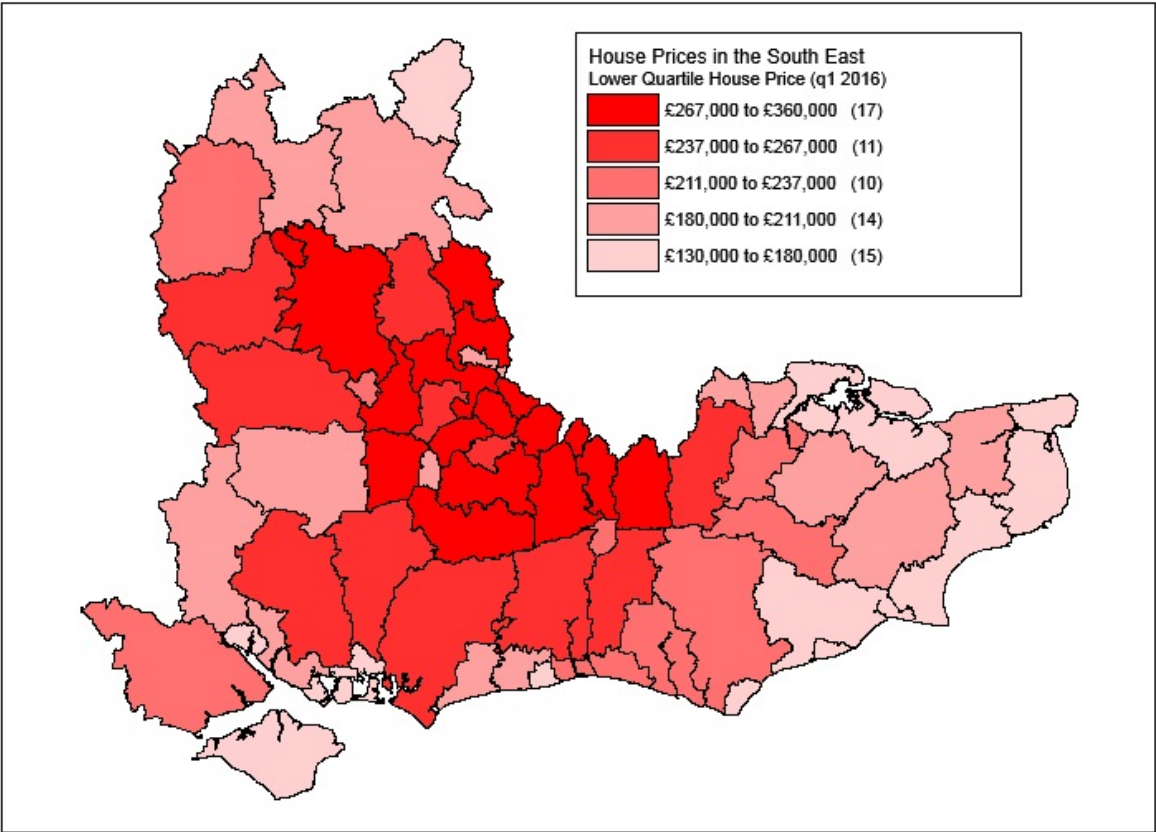 House Prices in the South East
Lower Quartile House Price (q1 2016)
£267,000 to £360,000 (17)
£237,000 to £267,000 (11)
£211,000 to £237,000 (10)
£180,000 to £211,000 (14)
£130,000 to £180,000 (15)